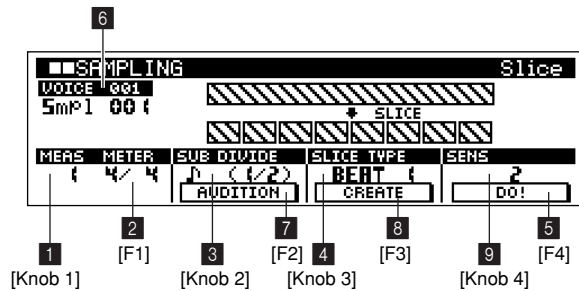 6
SAMPLING Slice
VOICE 001
Smpl 001
SLICE
MEAS METER SUB DIVIDE SLICE TYPE SENS
1 4/ 4 ♪ (1/2) BEAT 1 2
AUDITION CREATE DO!
1 2 3 7 4 8 9 5
[F1] [F2] [F3] [F4]
[Knob 1] [Knob 2] [Knob 3] [Knob 4]